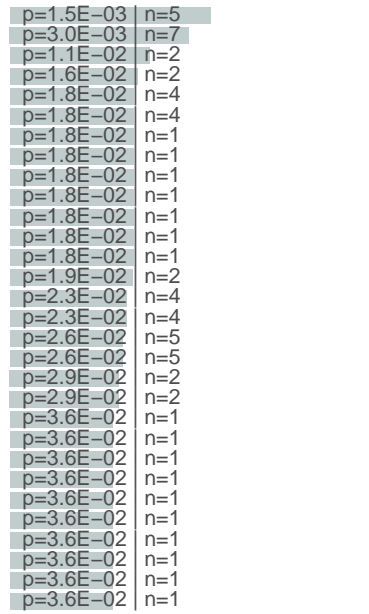 p=1.5E−03 | n=5
p=3.0E−03 | n=7
p=1.1E−02 | n=2
p=1.6E−02 | n=2
p=1.8E−02 | n=4
p=1.8E−02 | n=4
p=1.8E−02 | n=1
p=1.8E−02 | n=1
p=1.8E−02 | n=1
p=1.8E−02 | n=1
p=1.8E−02 | n=1
p=1.8E−02 | n=1
p=1.8E−02 | n=1
p=1.9E−02 | n=2
p=2.3E−02 | n=4
p=2.3E−02 | n=4
p=2.6E−02 | n=5
p=2.6E−02 | n=5
p=2.9E−02 | n=2
p=2.9E−02 | n=2
p=3.6E−02 | n=1
p=3.6E−02 | n=1
p=3.6E−02 | n=1
p=3.6E−02 | n=1
p=3.6E−02 | n=1
p=3.6E−02 | n=1
p=3.6E−02 | n=1
p=3.6E−02 | n=1
p=3.6E−02 | n=1
p=3.6E−02 | n=1